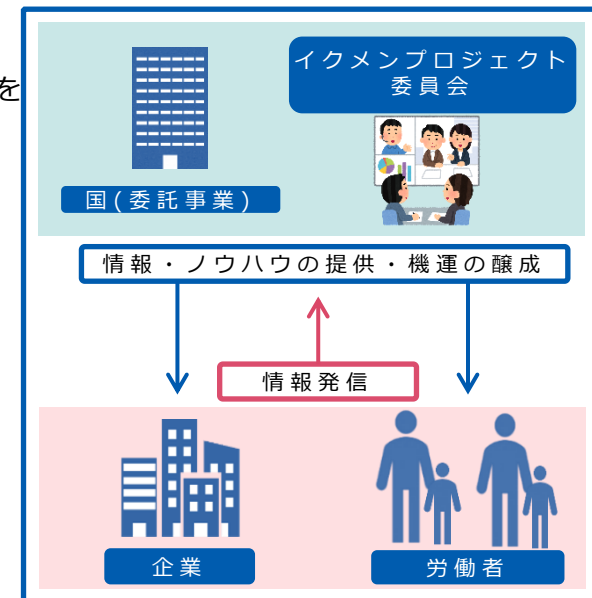 を
イクメンプロジェクト
委員会
国(委託事業)
情報・ノウハウの提供・機運の醸成
情報発信
企業
労働者